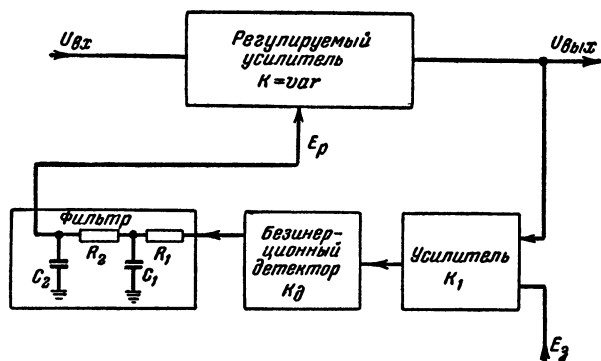 Uвх
Регулируемый
усилитель
K=var
Uвых
Eр
Фильтр
R2
R1
C2
C1
Безинер-
ционный
детектор
Kд
Усилитель
K1
Eз